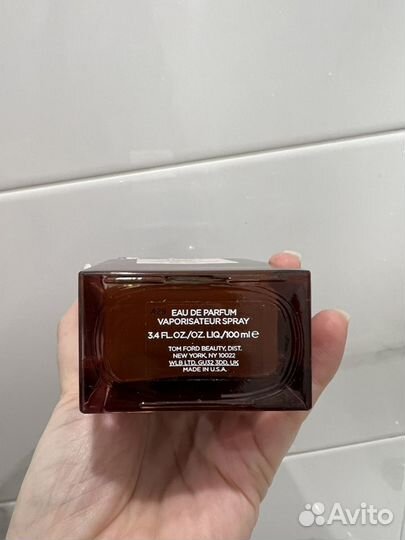 EAU DE PARFUM
VAPORISATEUR SPRAY
3.4 FL.OZ./OZ. LIQ./100 ml ℮
TOM FORD BEAUTY, DIST.
NEW YORK, NY 10022
WLB LTD, GU32 3DD, UK
MADE IN U.S.A.
Avito